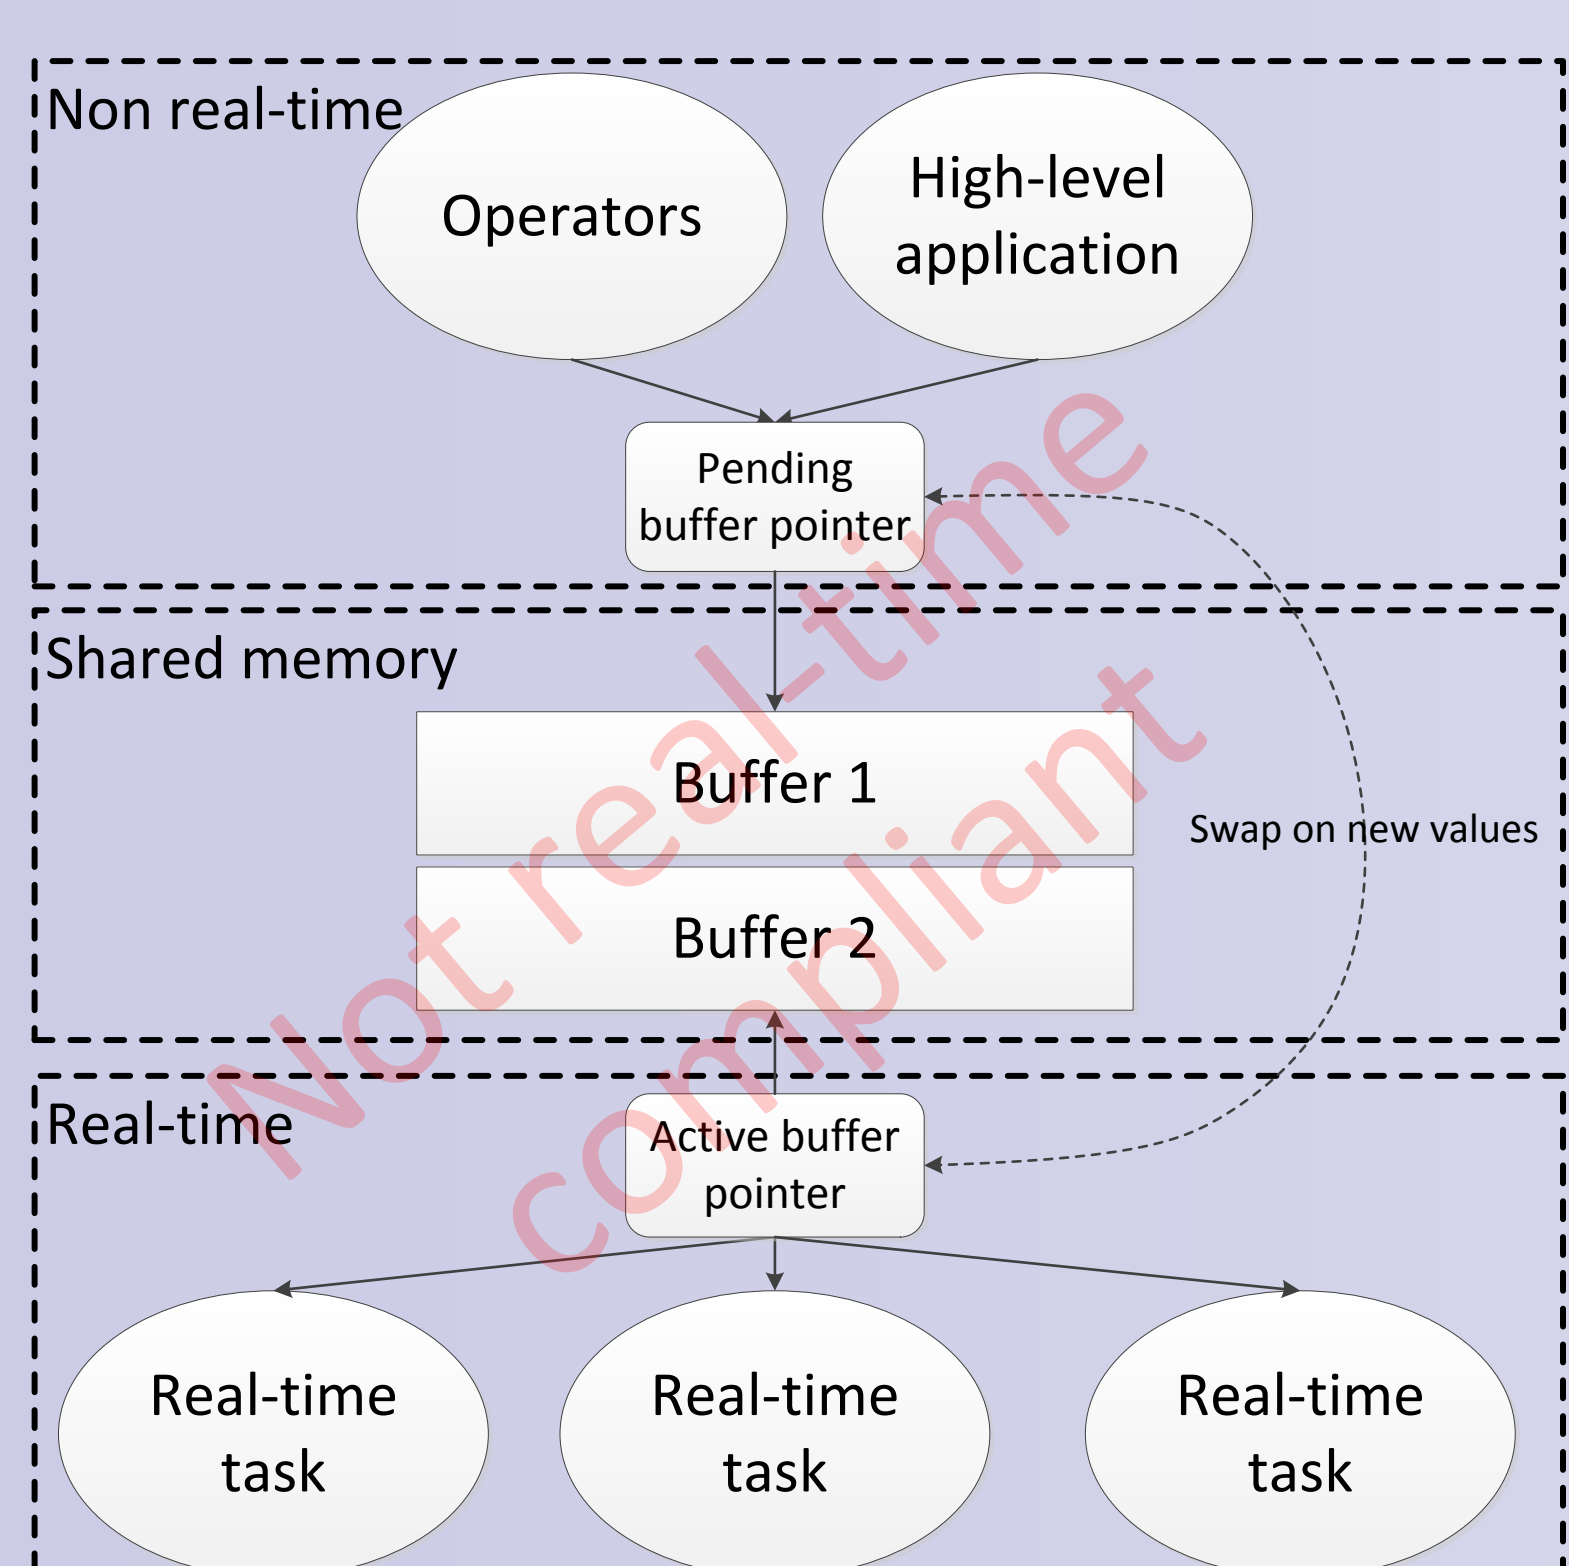 Non real-time
Operators
High-level
application
Pending
buffer pointer
Shared memory
Buffer 1
Swap on new values
Buffer 2
Not real-time
compliant
Real-time
Active buffer
pointer
Real-time
task
Real-time
task
Real-time
task